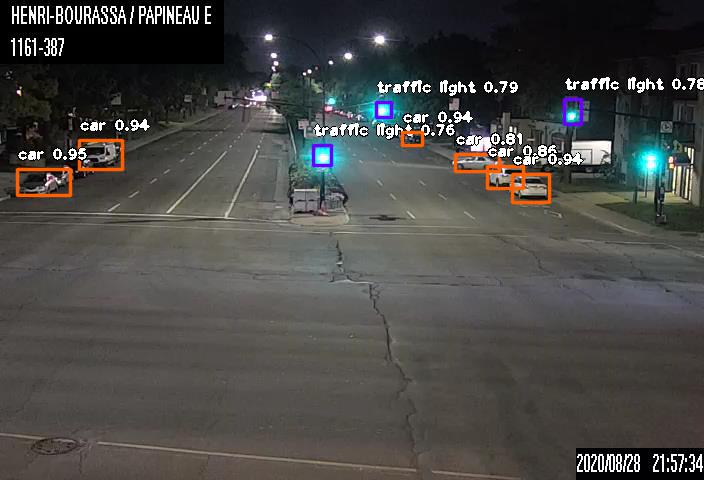 HENRI-BOURASSA / PAPINEAU E
1161-387
traffic light 0.79
traffic light 0.78
car 0.94
car 0.94
traffic light 0.76
car 0.95
car 0.81
car 0.86
car 0.94
2020/08/28 21:57:34